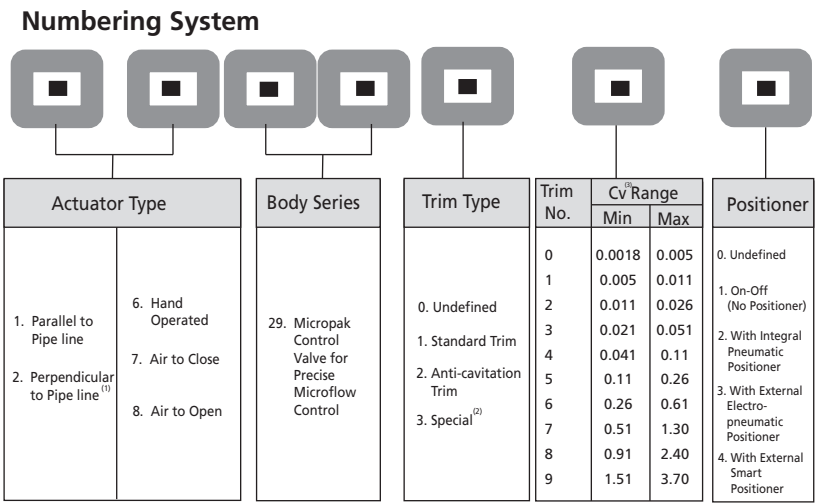 Numbering System
Actuator Type
1. Parallel to
Pipe line
2. Perpendicular
to Pipe line (1)
6. Hand
Operated
7. Air to Close
8. Air to Open
Body Series
29. Micropak
Control
Valve for
Precise
Microflow
Control
Trim Type
0. Undefined
1. Standard Trim
2. Anti-cavitation
Trim
3. Special (2)
Trim
No.
Cv (3) Range
Min Max
0 0.0018 0.005
1 0.005 0.011
2 0.011 0.026
3 0.021 0.051
4 0.041 0.11
5 0.11 0.26
6 0.26 0.61
7 0.51 1.30
8 0.91 2.40
9 1.51 3.70
Positioner
0. Undefined
1. On-Off
(No Positioner)
2. With Integral
Pneumatic
Positioner
3. With External
Electro-
pneumatic
Positioner
4. With External
Smart
Positioner